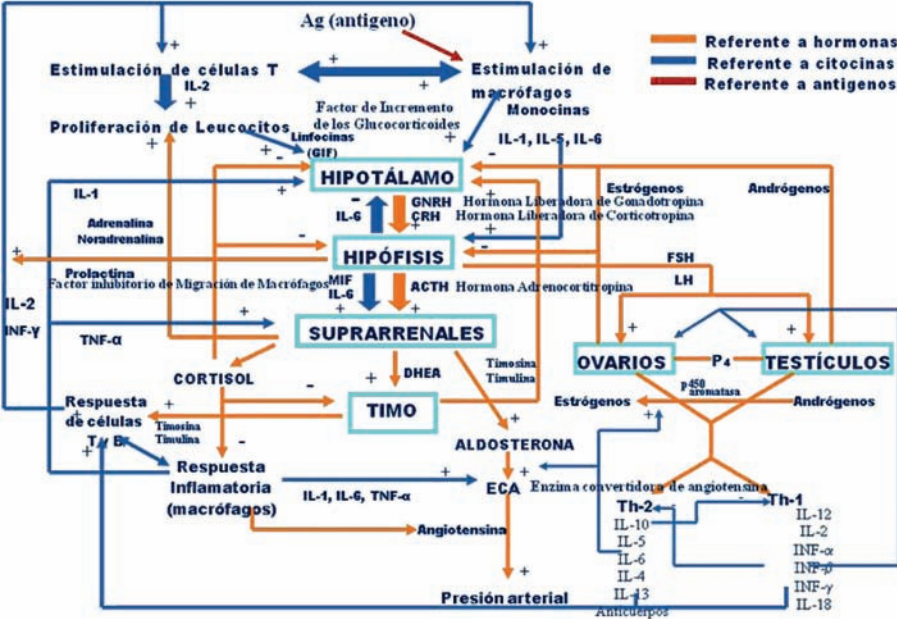 Ag (antigeno)
Referente a hormonas
Referente a citocinas
Referente a antigenos
+
+
+
+
Estimulación de células T
Estimulación de
macrófagos
IL-2
+
Monocinas
Factor de Incremento
de los Glucocorticoides
Proliferación de Leucocitos
+
+
+
Linfocinas
(GIF)
IL-1, IL-5, IL-6
-
-
HIPOTÁLAMO
IL-1
+
+
Estrógenos
Andrógenos
-
IL-6
GNRH
CRH
+
Hormona Liberadora de Gonadotropina
Hormona Liberadora de Corticotropina
Adrenalina
Noradrenalina
-
+
-
+
HIPÓFISIS
FSH
Prolactina
Factor inhibitorio de Migración de Macrófagos
MIF
IL-6
ACTH
Hormona Adrenocortitropina
LH
IL-2
INF-γ
+
+
+
TNF-α
SUPRARRENALES
+
+
OVARIOS
P4
TESTÍCULOS
CORTISOL
DHEA
+
Timosina
Timulina
p450
aromatasa
-
TIMO
Estrógenos
Andrógenos
Respuesta
de células
T y B
+
+
+
Timosina
Timulina
-
+
ALDOSTERONA
Respuesta
Inflamatoria
(macrófagos)
+
IL-1, IL-6, TNF-α
ECA
+
Enzima convertidora de angiotensina
Angiotensina
Th-2
-
-
Th-1
IL-10
IL-5
IL-6
IL-4
IL-13
Anticuerpos
IL-12
IL-2
INF-α
INF-β
INF-γ
IL-18
+
Presión arterial